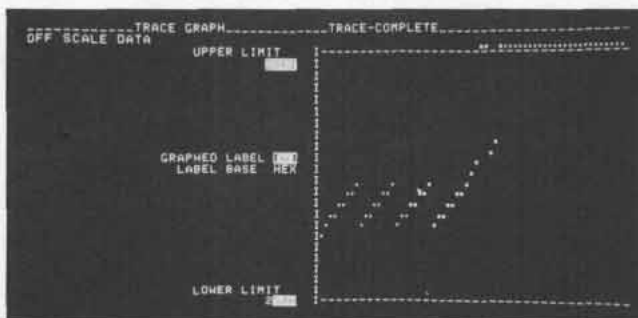 TRACE GRAPH TRACE-COMPLETE
OFF SCALE DATA
UPPER LIMIT
GRAPHED LABEL
LABEL BASE HEX
LOWER LIMIT